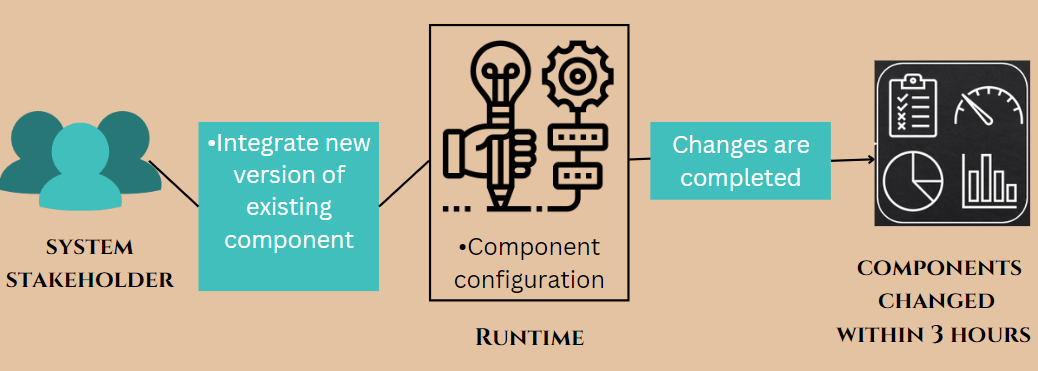 SYSTEM
STAKEHOLDER
•Integrate new
version of
existing
component
•Component
configuration
RUNTIME
Changes are
completed
COMPONENTS
CHANGED
WITHIN 3 HOURS